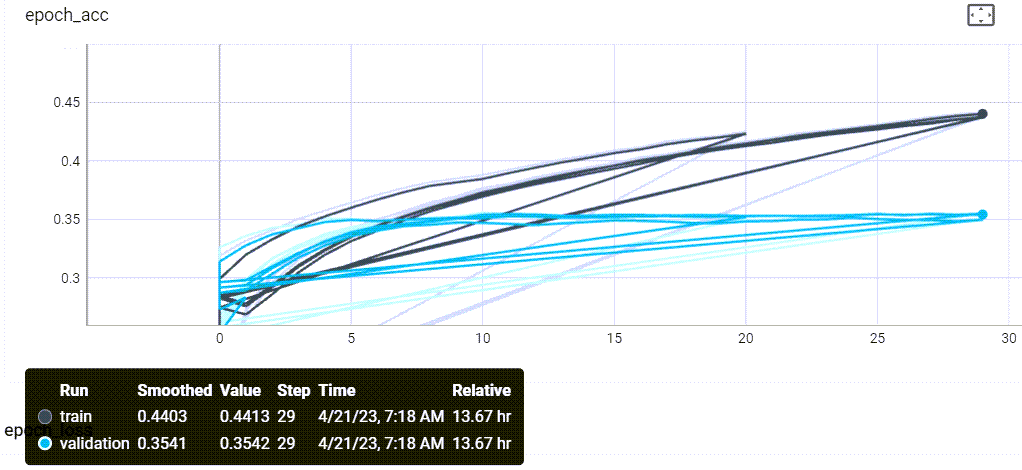 epoch_acc
0.45
0.4
0.35
0.3
0 5 10 15 20 25 30
Run Smoothed Value Step Time Relative
train 0.4403 0.4413 29 4/21/23, 7:18 AM 13.67 hr
epoch_loss
validation 0.3541 0.3542 29 4/21/23, 7:18 AM 13.67 hr